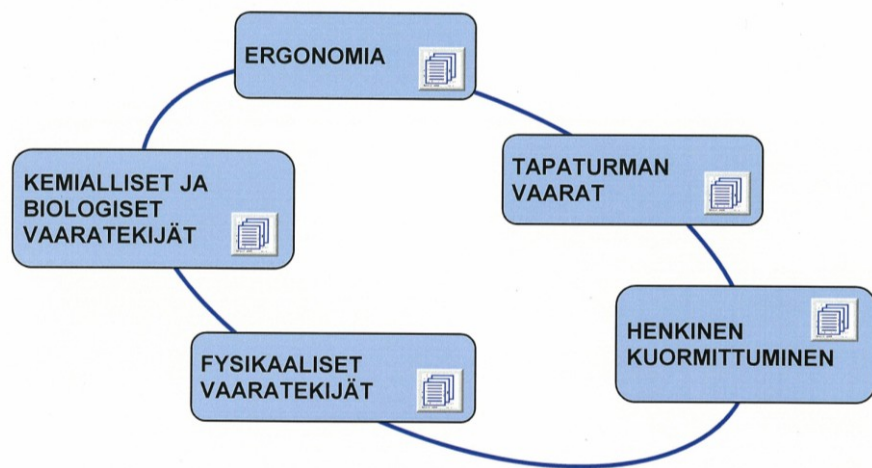 ERGONOMIA
TAPATURMAN
VAARAT
HENKINEN
KUORMITTUMINEN
FYSIKAALISET
VAARATEKIJÄT
KEMIALLISET JA
BIOLOGISET
VAARATEKIJÄT